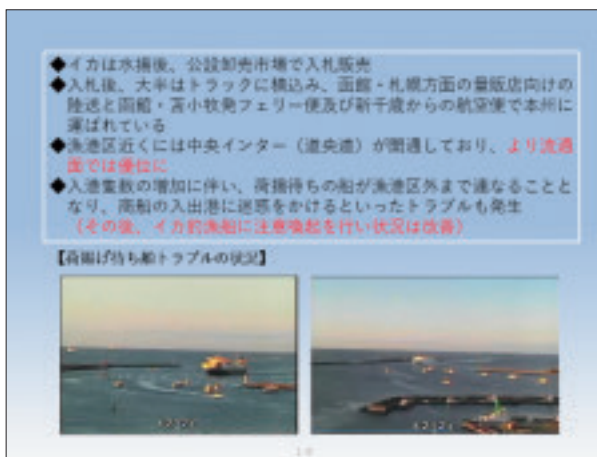 ◆イカは水揚後、公設卸売市場で入札販売
◆入札後、大半はトラックに積込み、函館・札幌方面の量販店向けの
陸送と函館・苫小牧発フェリー便及び新千歳からの航空便で本州に
運ばれている
◆漁港区近くには中央インター（道央道）が開通しており、より流通
面では優位に
◆入港隻数の増加に伴い、荷揚待ちの船が漁港区外まで連なることと
なり、商船の入出港に迷惑をかけるといったトラブルも発生
（その後、イカ釣漁船に注意喚起を行い状況は改善）
【荷揚げ待ち船トラブルの状況】